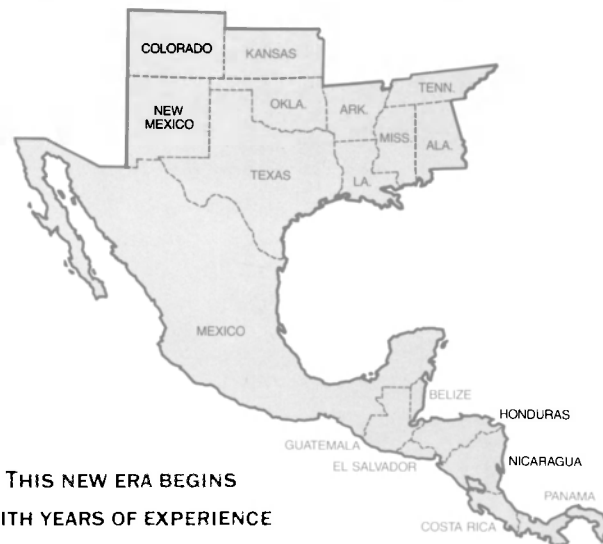 COLORADO
KANSAS
TENN.
NEW
MEXICO
OKLA.
ARK.
MISS.
ALA.
TEXAS
LA.
MEXICO
BELIZE
HONDURAS
GUATEMALA
EL SALVADOR
NICARAGUA
PANAMA
COSTA RICA
THIS NEW ERA BEGINS
ITH YEARS OF EXPERIENCE